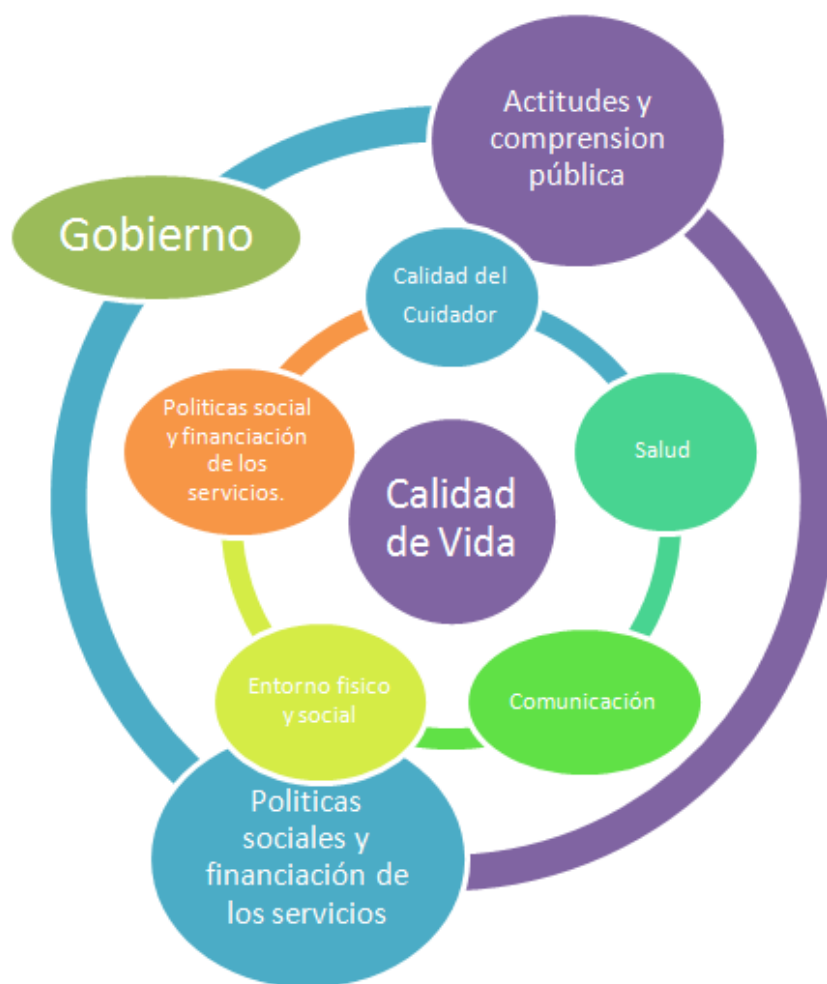 Actitudes y
comprension
pública
Gobierno
Calidad del
Cuidador
Politicas social
y financiación
de los
servicios.
Salud
Calidad
de Vida
Entorno fisico
y social
Comunicación
Politicas
sociales y
financiación de
los servicios